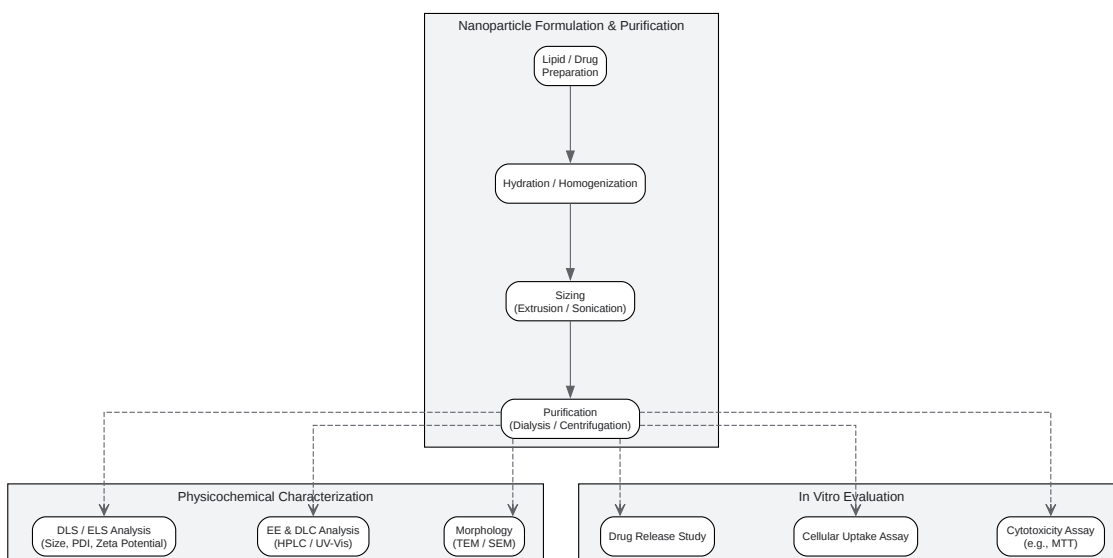 Nanoparticle Formulation & Purification
Lipid / Drug
Preparation
Hydration / Homogenization
Sizing
(Extrusion / Sonication)
Purification
(Dialysis / Centrifugation)
Physicochemical Characterization
DLS / ELS Analysis
(Size, PDI, Zeta Potential)
EE & DLC Analysis
(HPLC / UV-Vis)
Morphology
(TEM / SEM)
In Vitro Evaluation
Drug Release Study
Cellular Uptake Assay
Cytotoxicity Assay
(e.g., MTT)